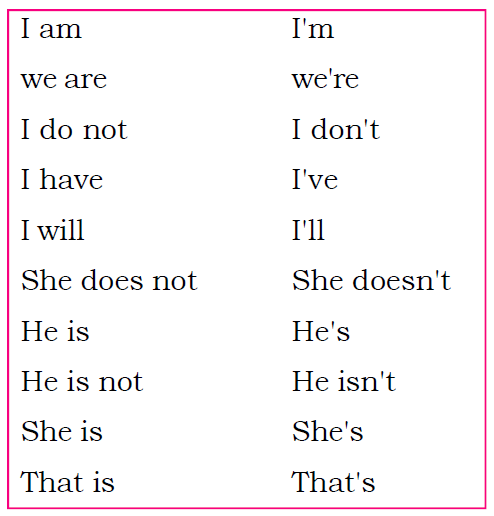 I am I'm
we are we're
I do not I don't
I have I've
I will I'll
She does not She doesn't
He is He's
He is not He isn't
She is She's
That is That's